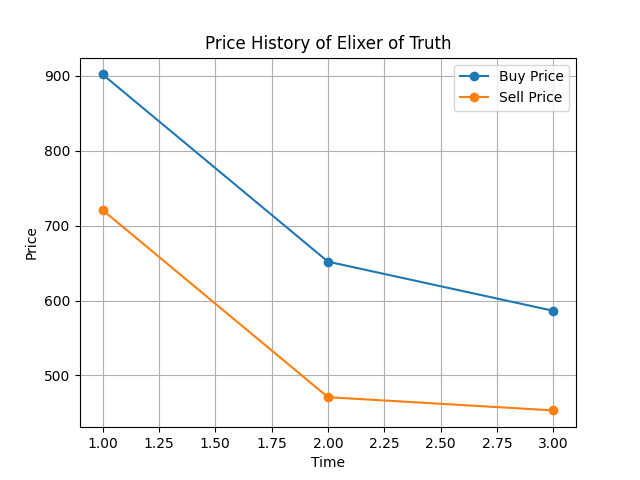 Price History of Elixer of Truth
Buy Price
Sell Price
Price
900
800
700
600
500
1.00 1.25 1.50 1.75 2.00 2.25 2.50 2.75 3.00
Time